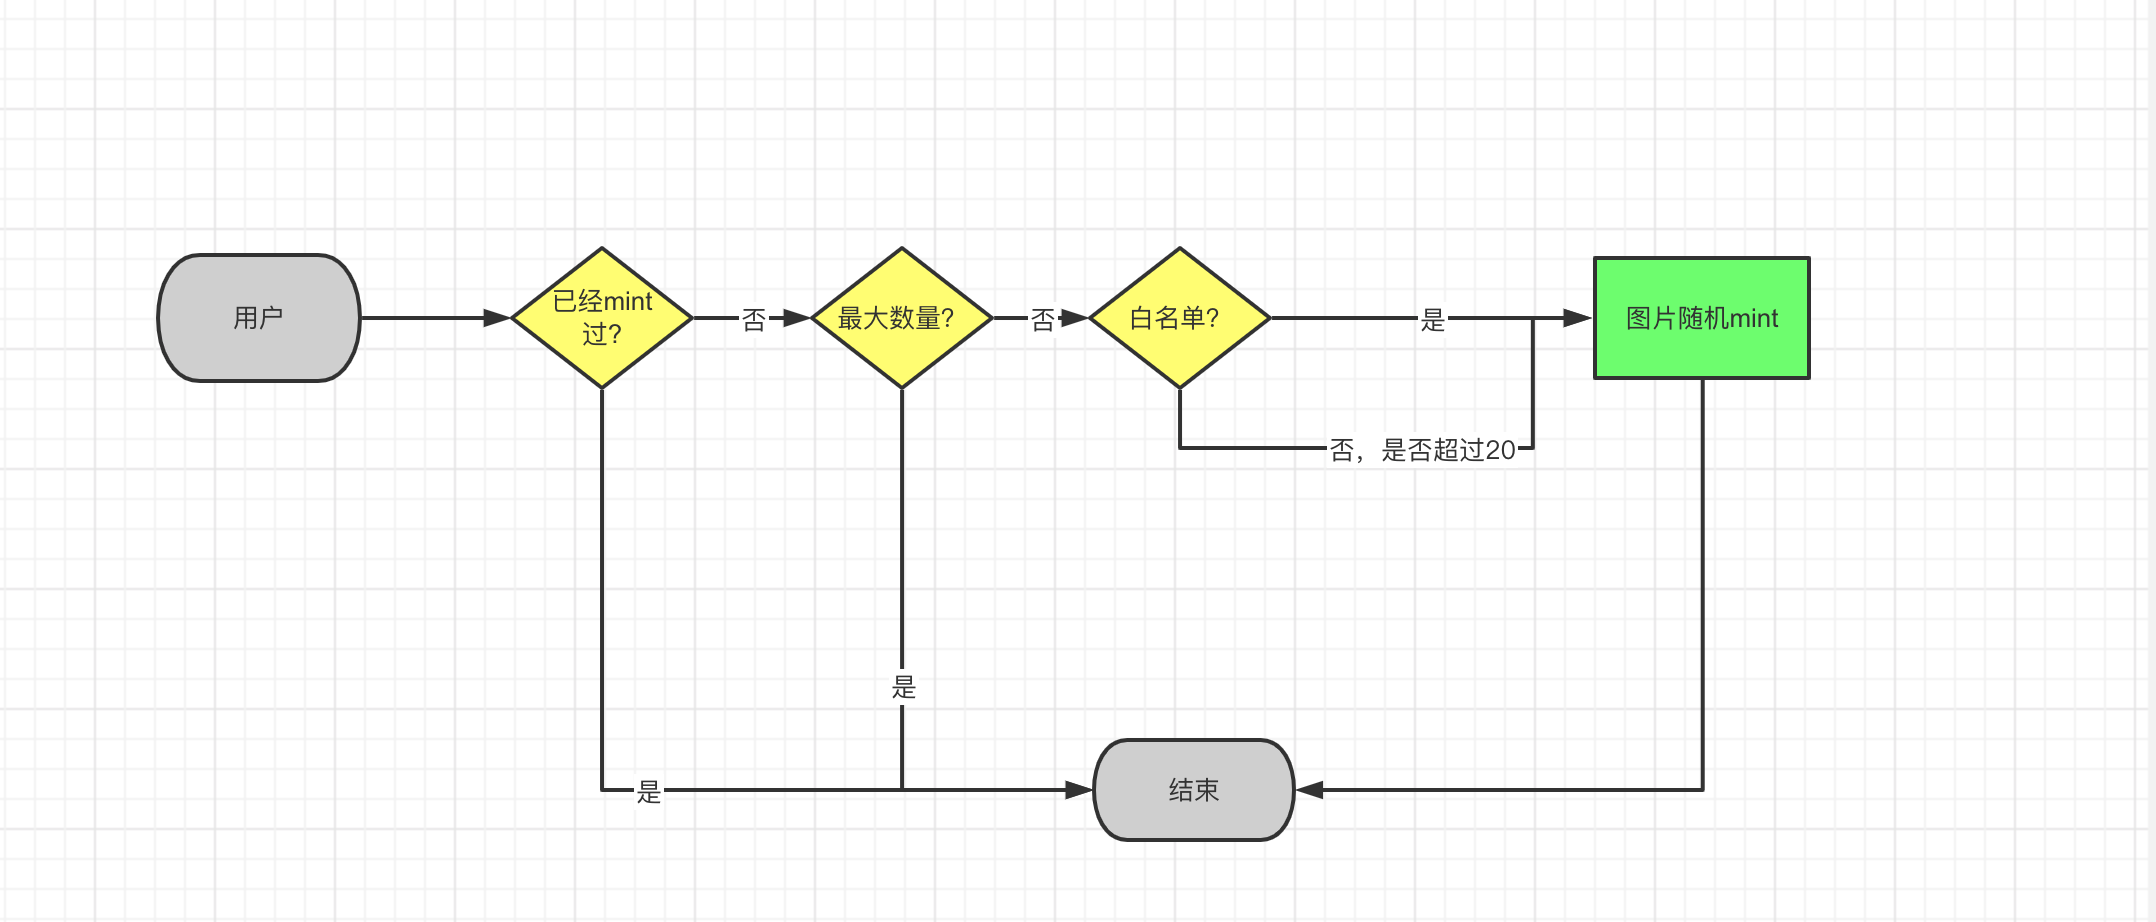 用户
已经mint
过?
否
最大数量?
否
白名单?
是
图片随机mint
否，是否超过20
是
是
结束